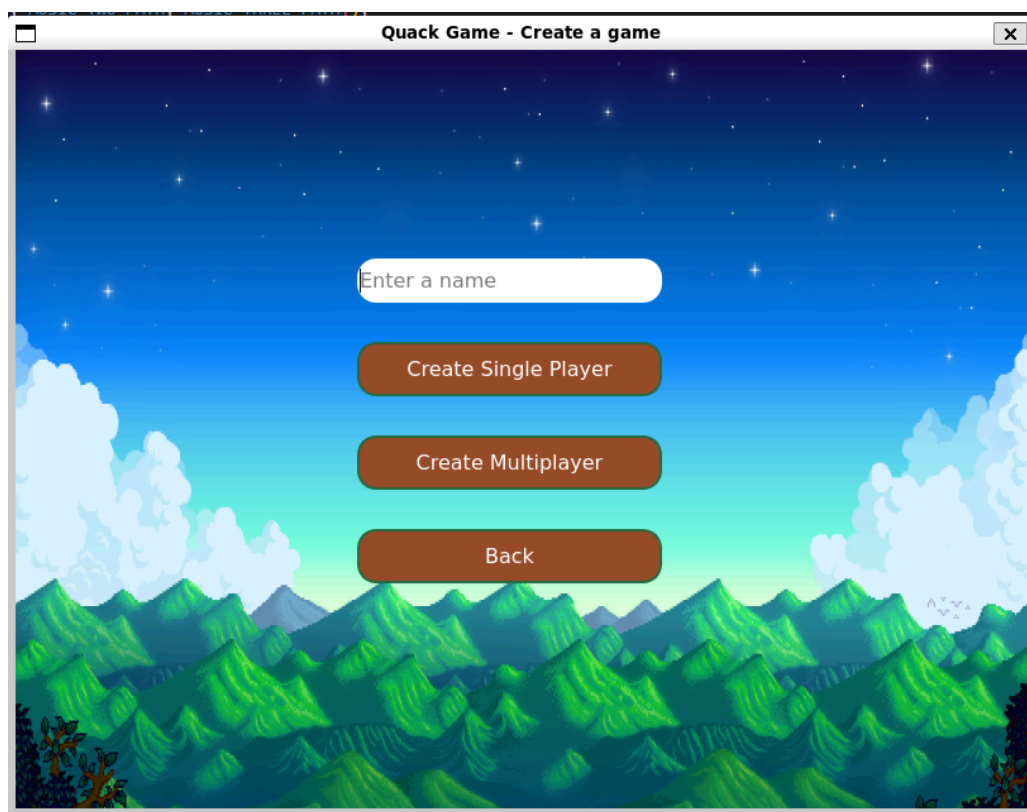 Quack Game - Create a game
Enter a name
Create Single Player
Create Multiplayer
Back